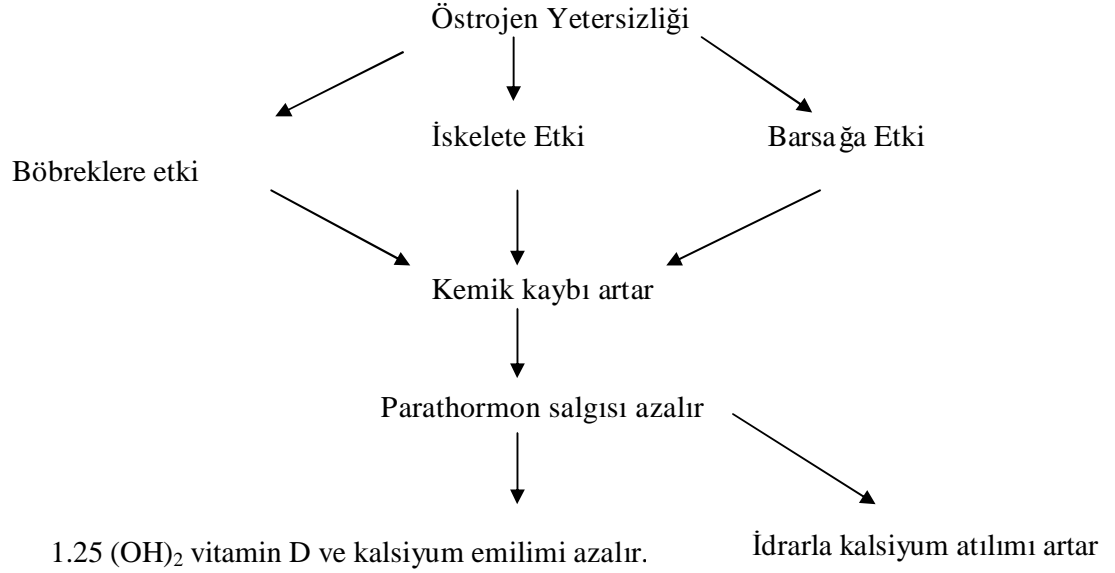 Östrojen Yetersizliği
İskelete Etki
Barsağa Etki
Böbreklere etki
Kemik kaybı artar
Parathormon salgısı azalır
1.25 (OH)₂ vitamin D ve kalsiyum emilimi azalır.
İdrarla kalsiyum atılımı artar